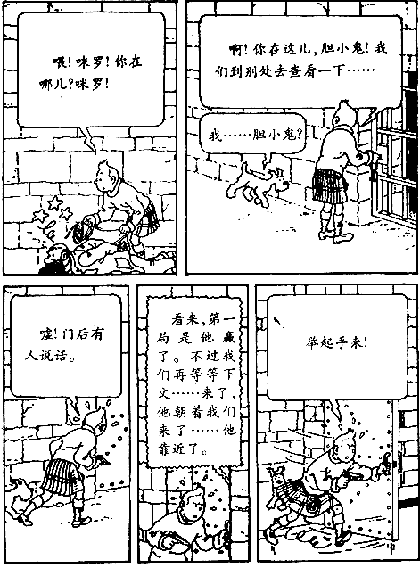 喂！咪罗！你在
哪儿？咪罗！
啊！你在这儿，胆小鬼！我
们到别处去查看一下……
我……胆小鬼？
嘘！门后有
人说话。
看来，第一
局是他赢
了。不过我
们再等等下
文……来了，
他朝着我们
来了……他
靠近了。
举起手来！